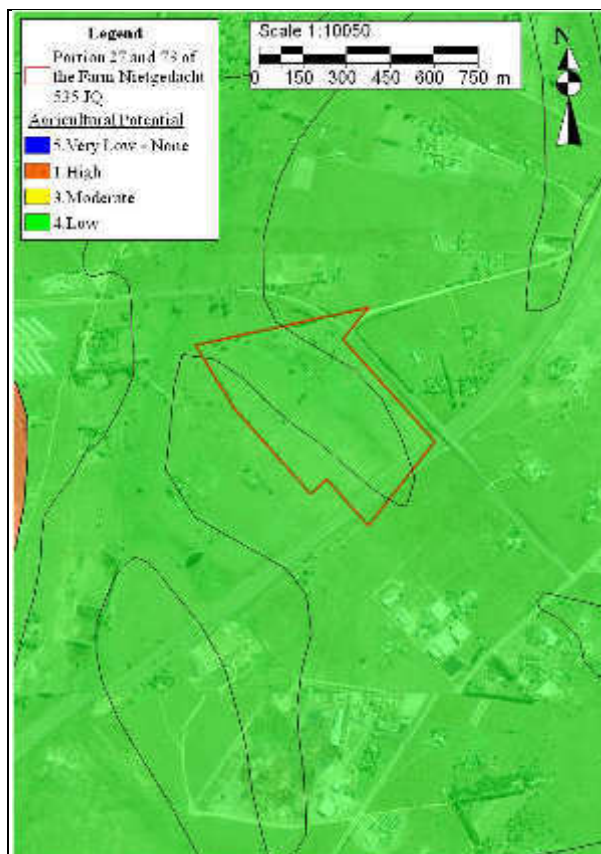 Legend
Portion 27 and 73 of
the Farm Nietgedacht
535 JQ
Agricultural Potential
5.Very Low - None
1.High
3.Moderate
4.Low
Scale 1:10050
0 150 300 450 600 750 m
N